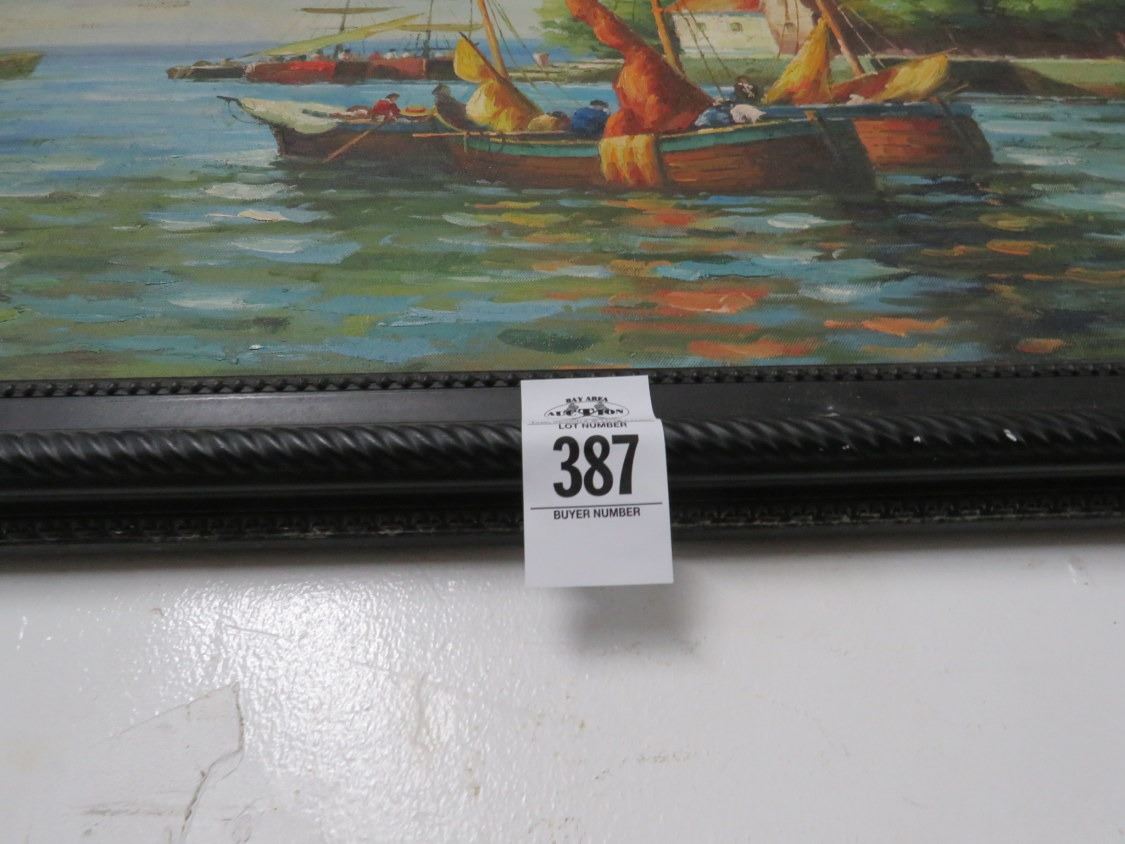 BAY AREA
AUCTION
LOT NUMBER
387
BUYER NUMBER